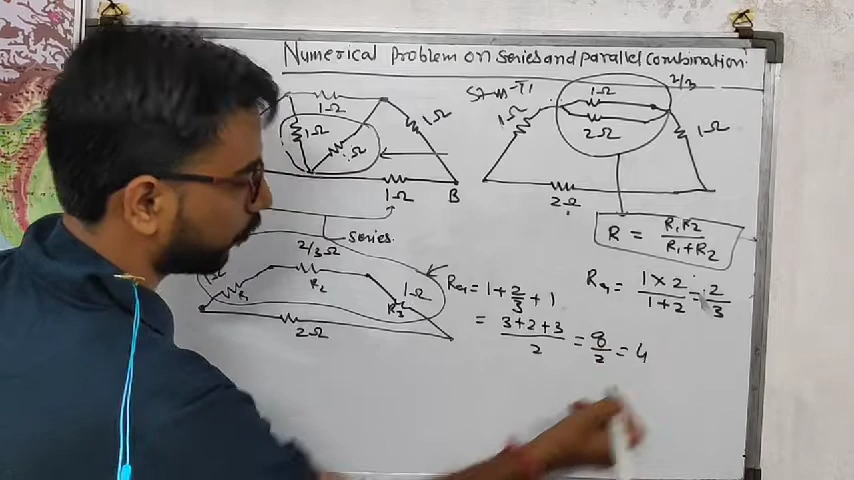 Numerical Problem on Series and parallel Combination
1Ω
1Ω
1Ω
1Ω
1Ω
B
1Ω
1Ω
2Ω
2/3
1Ω
2Ω
R = R₁R₂ / R₁+R₂
Series.
2/3 Ω
R₁
R₂
R₃
1Ω
2Ω
Req = 1 + 2/3 + 1
= 3+2+3 / 2 = 8/2 = 4
Req = 1×2 / 1+2 = 2/3